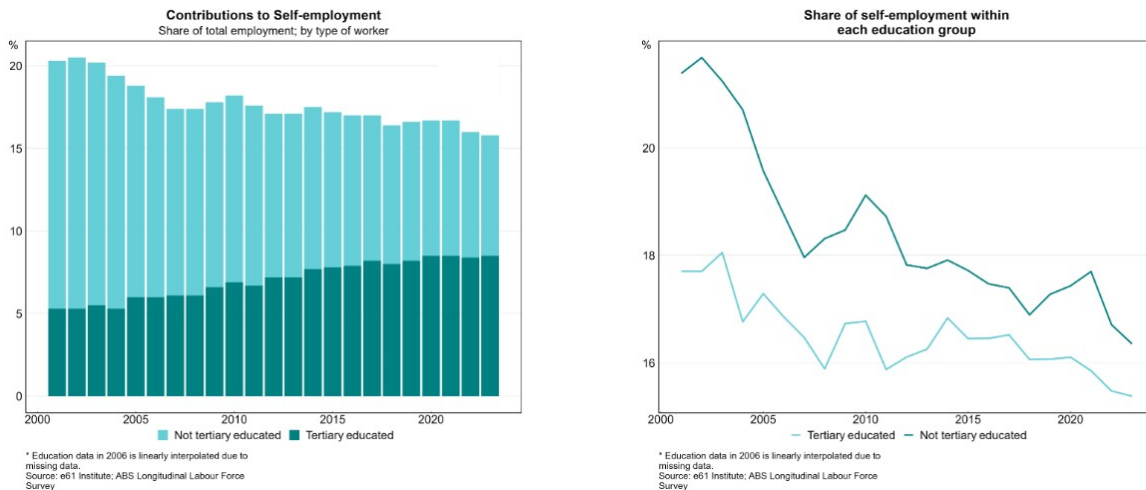 Contributions to Self-employment
Share of total employment; by type of worker
%
20
15
10
5
0
2000
2005
2010
2015
2020
Not tertiary educated
Tertiary educated
* Education data in 2006 is linearly interpolated due to
missing data.
Source: e61 Institute; ABS Longitudinal Labour Force
Survey
Share of self-employment within
each education group
%
20
18
16
2000
2005
2010
2015
2020
Tertiary educated
Not tertiary educated
* Education data in 2006 is linearly interpolated due to
missing data.
Source: e61 Institute; ABS Longitudinal Labour Force
Survey